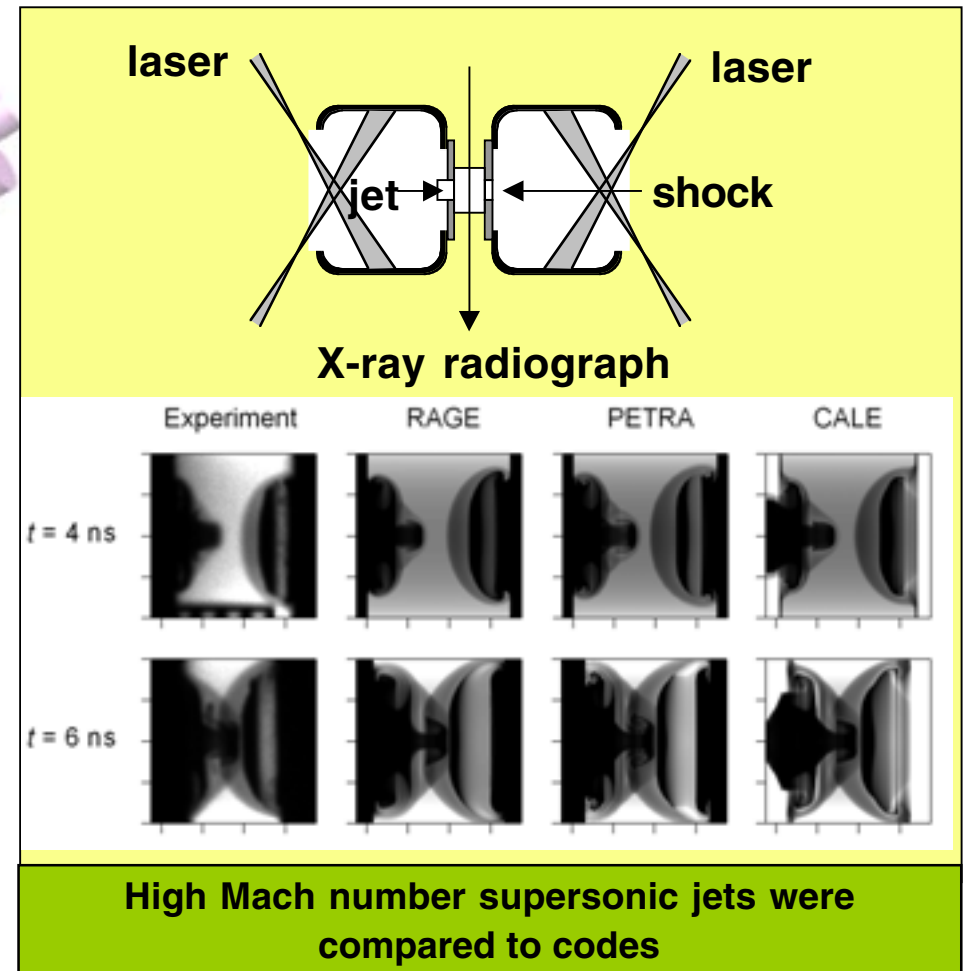 laser
laser
jet
shock
X-ray radiograph
Experiment RAGE PETRA CALE
t = 4 ns
t = 6 ns
High Mach number supersonic jets were
compared to codes